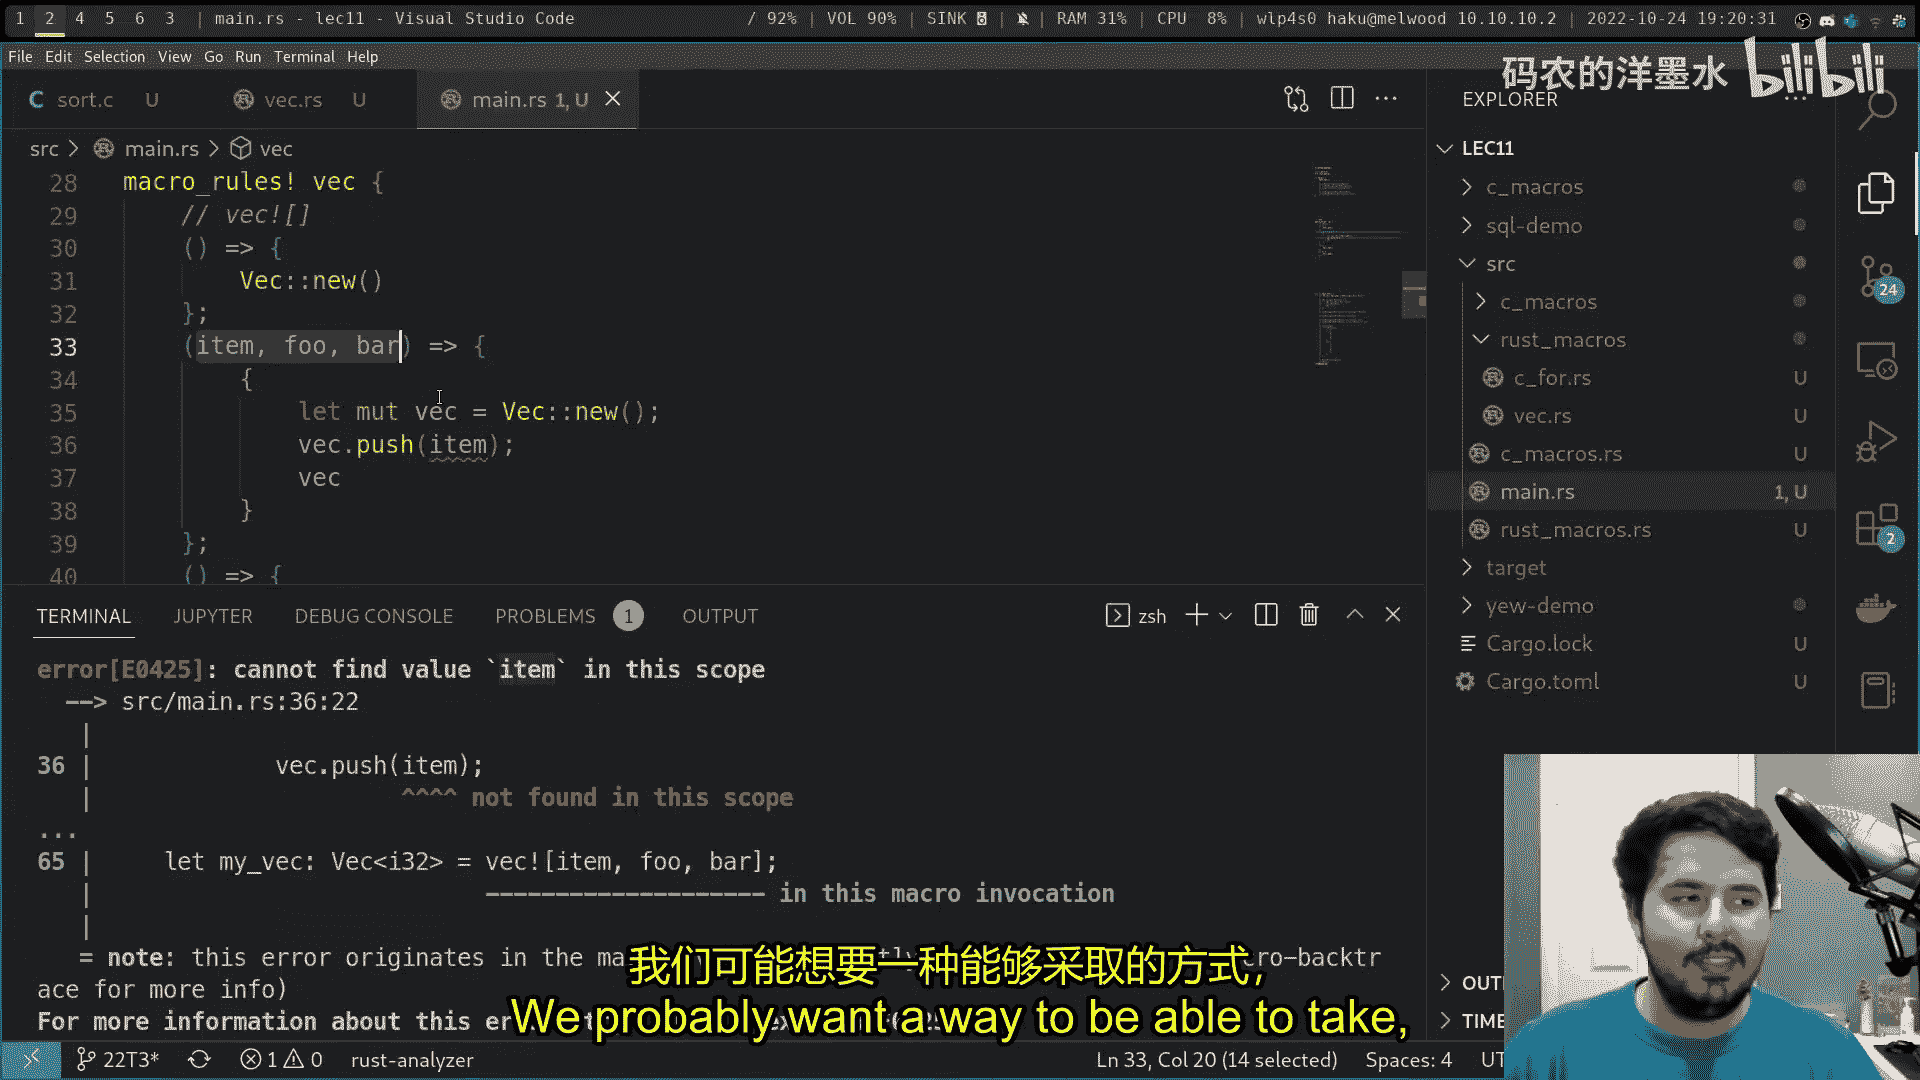 1 2 4 5 6 3 | main.rs - lec11 - Visual Studio Code
/ 92% | VOL 90% | SINK | | RAM 31% | CPU 8% | wlp4s0 haku@melwood 10.10.10.2 | 2022-10-24 19:20:31
File Edit Selection View Go Run Terminal Help
码农的洋墨水 bilibili
C sort.c U vec.rs U main.rs 1, U
EXPLORER
src > main.rs > vec
28 macro_rules! vec {
29 // vec![]
30 () => {
31 Vec::new()
32 };
33 (item, foo, bar) => {
34 {
35 let mut vec = Vec::new();
36 vec.push(item);
37 vec
38 }
39 };
40 () => {
LEC11
c_macros
sql-demo
src
c_macros
rust_macros
c_for.rs U
vec.rs U
c_macros.rs U
main.rs 1, U
rust_macros.rs U
target
yew-demo
Cargo.lock U
Cargo.toml U
24
2
TERMINAL JUPYTER DEBUG CONSOLE PROBLEMS 1 OUTPUT
zsh
error[E0425]: cannot find value `item` in this scope
--> src/main.rs:36:22
|
36 | vec.push(item);
| ^^^^ not found in this scope
...
65 | let my_vec: Vec<i32> = vec![item, foo, bar];
| ------------------- in this macro invocation
|
= note: this error originates in the
ace for more info)
For more information about this
我们可能想要一种能够采取的方式，
We probably want a way to be able to take,
OUTL
TIME
22T3* 1 0 rust-analyzer
Ln 33, Col 20 (14 selected) Spaces: 4